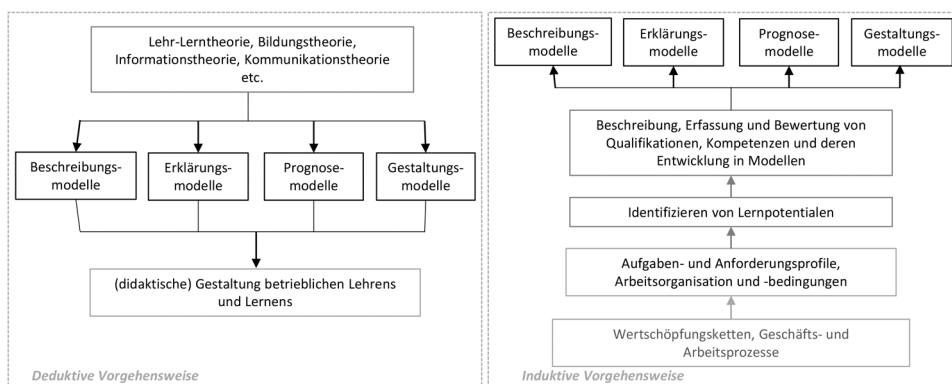 Lehr-Lerntheorie, Bildungstheorie,
Informationstheorie, Kommunikationstheorie
etc.
Beschreibungs-
modelle
Erklärungs-
modelle
Prognose-
modelle
Gestaltungs-
modelle
(didaktische) Gestaltung betrieblichen Lehrens
und Lernens
Deduktive Vorgehensweise
Beschreibungs-
modelle
Erklärungs-
modelle
Prognose-
modelle
Gestaltungs-
modelle
Beschreibung, Erfassung und Bewertung von
Qualifikationen, Kompetenzen und deren
Entwicklung in Modellen
Identifizieren von Lernpotentialen
Aufgaben- und Anforderungsprofile,
Arbeitsorganisation und -bedingungen
Wertschöpfungsketten, Geschäfts- und
Arbeitsprozesse
Induktive Vorgehensweise